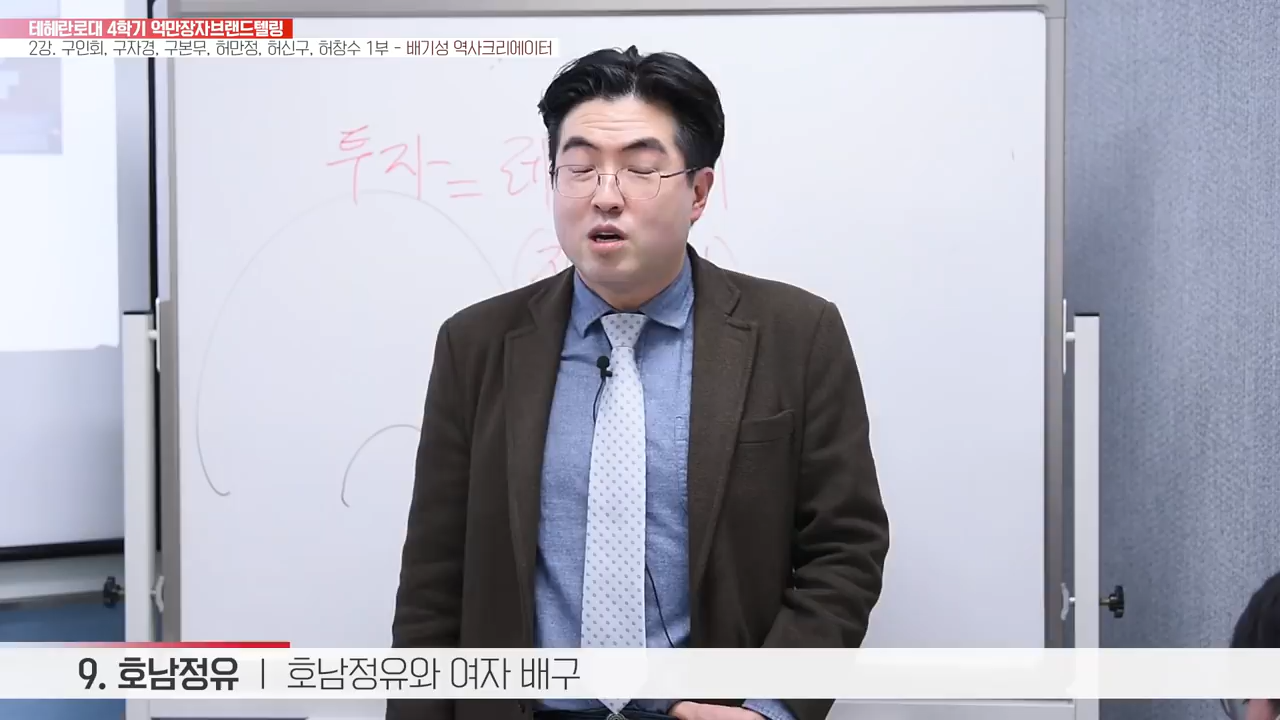 테헤란로대 4학기 억만장자브랜드텔링
2강. 구인회, 구자경, 구본무, 허만정, 허신구, 허창수 1부 - 배기성 역사크리에이터
투자 =
9. 호남정유 | 호남정유와 여자 배구